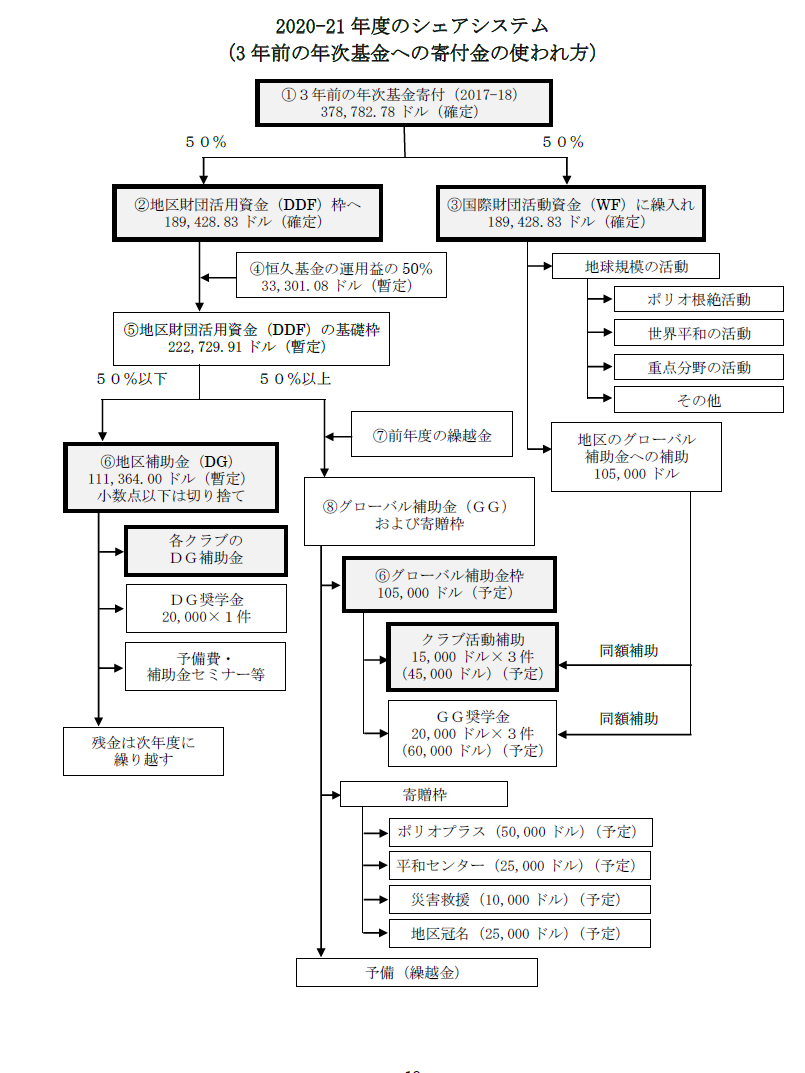 2020-21 年度のシェアシステム
(3 年前の年次基金への寄付金の使われ方)
①３年前の年次基金寄付（2017-18）
378,782.78 ドル（確定）
５０％
５０％
②地区財団活用資金（DDF）枠へ
189,428.83 ドル（確定）
③国際財団活動資金（WF）に繰入れ
189,428.83 ドル（確定）
④恒久基金の運用益の 50%
33,301.08 ドル（暫定）
地球規模の活動
ポリオ根絶活動
世界平和の活動
重点分野の活動
その他
⑤地区財団活用資金（DDF）の基礎枠
222,729.91 ドル（暫定）
５０％以下
５０％以上
⑦前年度の繰越金
地区のグローバル
補助金への補助
105,000 ドル
⑥地区補助金（DG）
111,364.00 ドル（暫定）
小数点以下は切り捨て
⑧グローバル補助金（ＧＧ）
および寄贈枠
各クラブの
ＤＧ補助金
⑥グローバル補助金枠
105,000 ドル（予定）
ＤＧ奨学金
20,000×１件
クラブ活動補助
15,000 ドル×３件
（45,000 ドル）（予定）
同額補助
予備費・
補助金セミナー等
ＧＧ奨学金
20,000 ドル×３件
（60,000 ドル）（予定）
同額補助
残金は次年度に
繰り越す
寄贈枠
ポリオプラス（50,000 ドル）（予定）
平和センター（25,000 ドル）（予定）
災害救援（10,000 ドル）（予定）
地区冠名（25,000 ドル）（予定）
予備（繰越金）